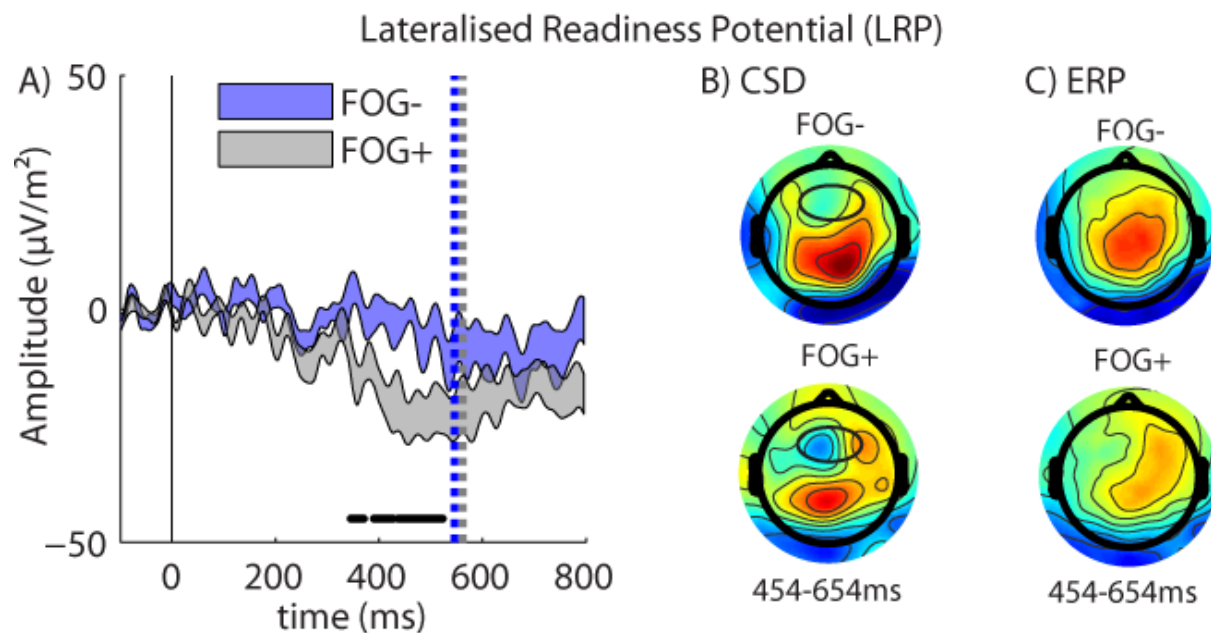 Lateralised Readiness Potential (LRP)
A)
50
0
−50
Amplitude (µV/m²)
FOG-
FOG+
0 200 400 600 800
time (ms)
B) CSD
FOG-
FOG+
454-654ms
C) ERP
FOG-
FOG+
454-654ms